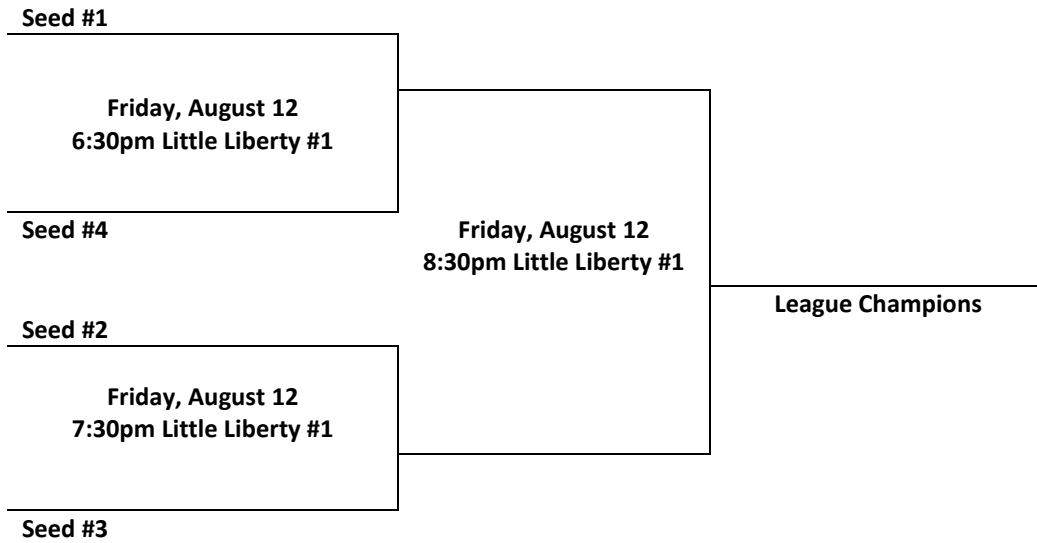 Seed #1
Friday, August 12
6:30pm Little Liberty #1
Seed #4
Friday, August 12
8:30pm Little Liberty #1
League Champions
Seed #2
Friday, August 12
7:30pm Little Liberty #1
Seed #3